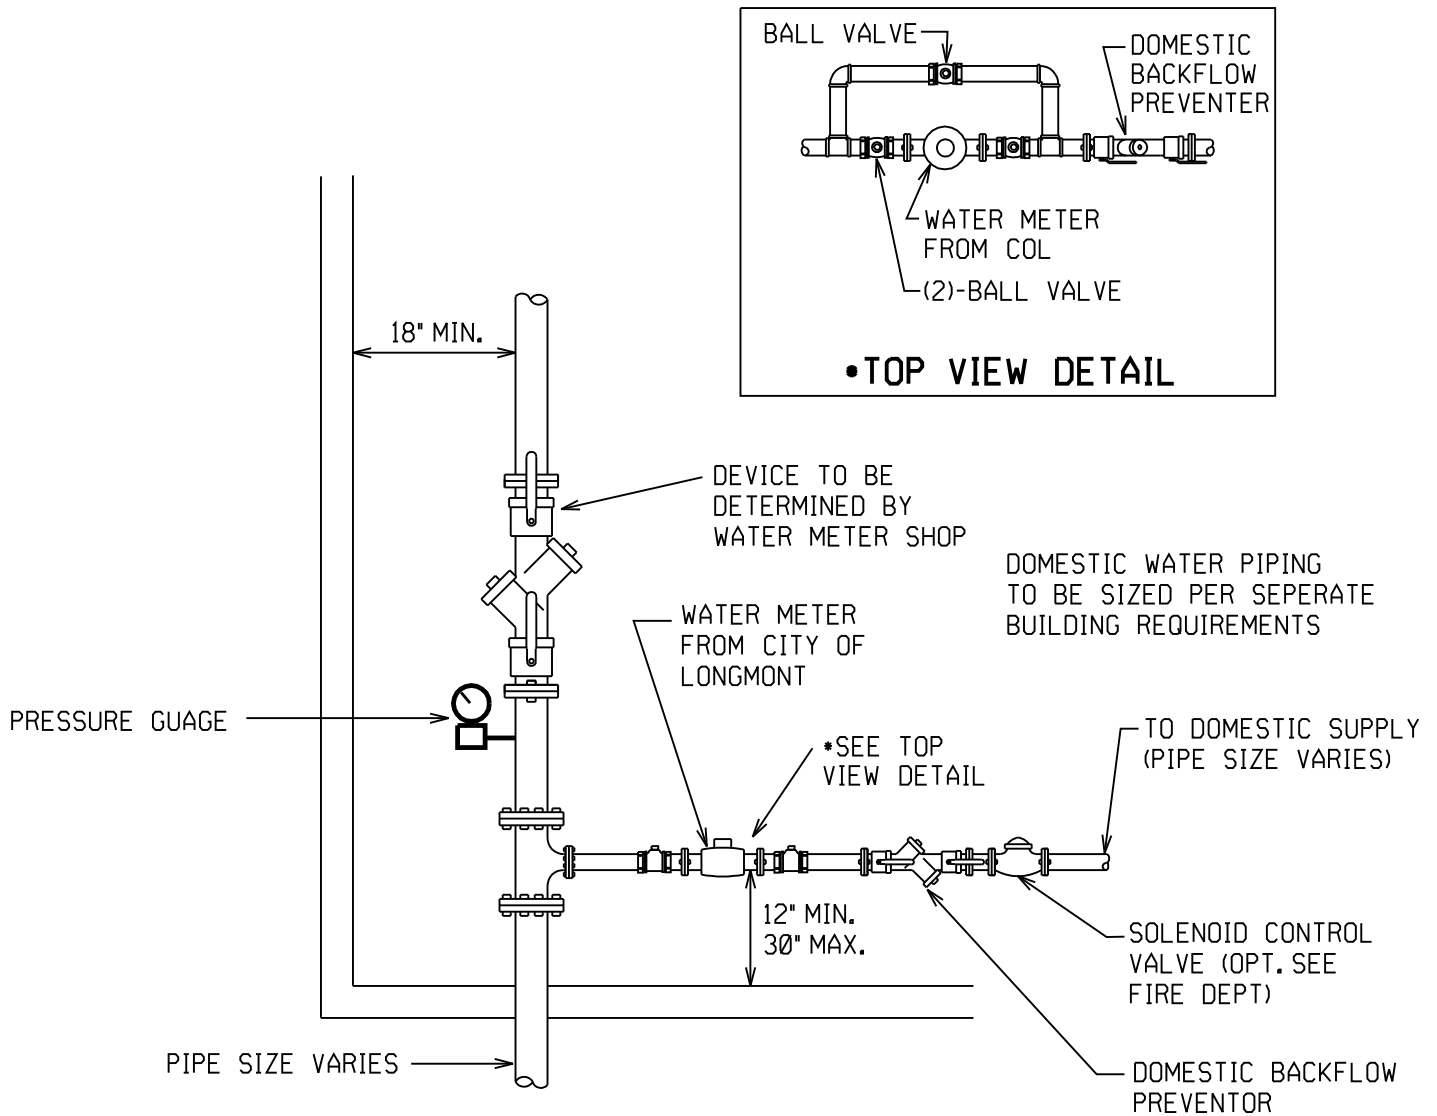 BALL VALVE
DOMESTIC
BACKFLOW
PREVENTER
WATER METER
FROM COL
(2)-BALL VALVE
*TOP VIEW DETAIL
18" MIN.
DEVICE TO BE
DETERMINED BY
WATER METER SHOP
DOMESTIC WATER PIPING
TO BE SIZED PER SEPERATE
BUILDING REQUIREMENTS
WATER METER
FROM CITY OF
LONGMONT
PRESSURE GUAGE
*SEE TOP
VIEW DETAIL
TO DOMESTIC SUPPLY
(PIPE SIZE VARIES)
12" MIN.
30" MAX.
SOLENOID CONTROL
VALVE (OPT. SEE
FIRE DEPT)
PIPE SIZE VARIES
DOMESTIC BACKFLOW
PREVENTOR